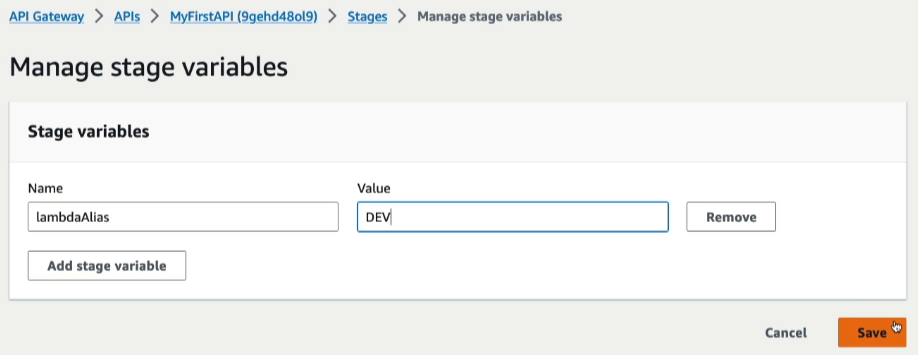 API Gateway > APIs > MyFirstAPI (9gehd48ol9) > Stages > Manage stage variables
Manage stage variables
Stage variables
Name Value
lambdaAlias DEV Remove
Add stage variable
Cancel Save